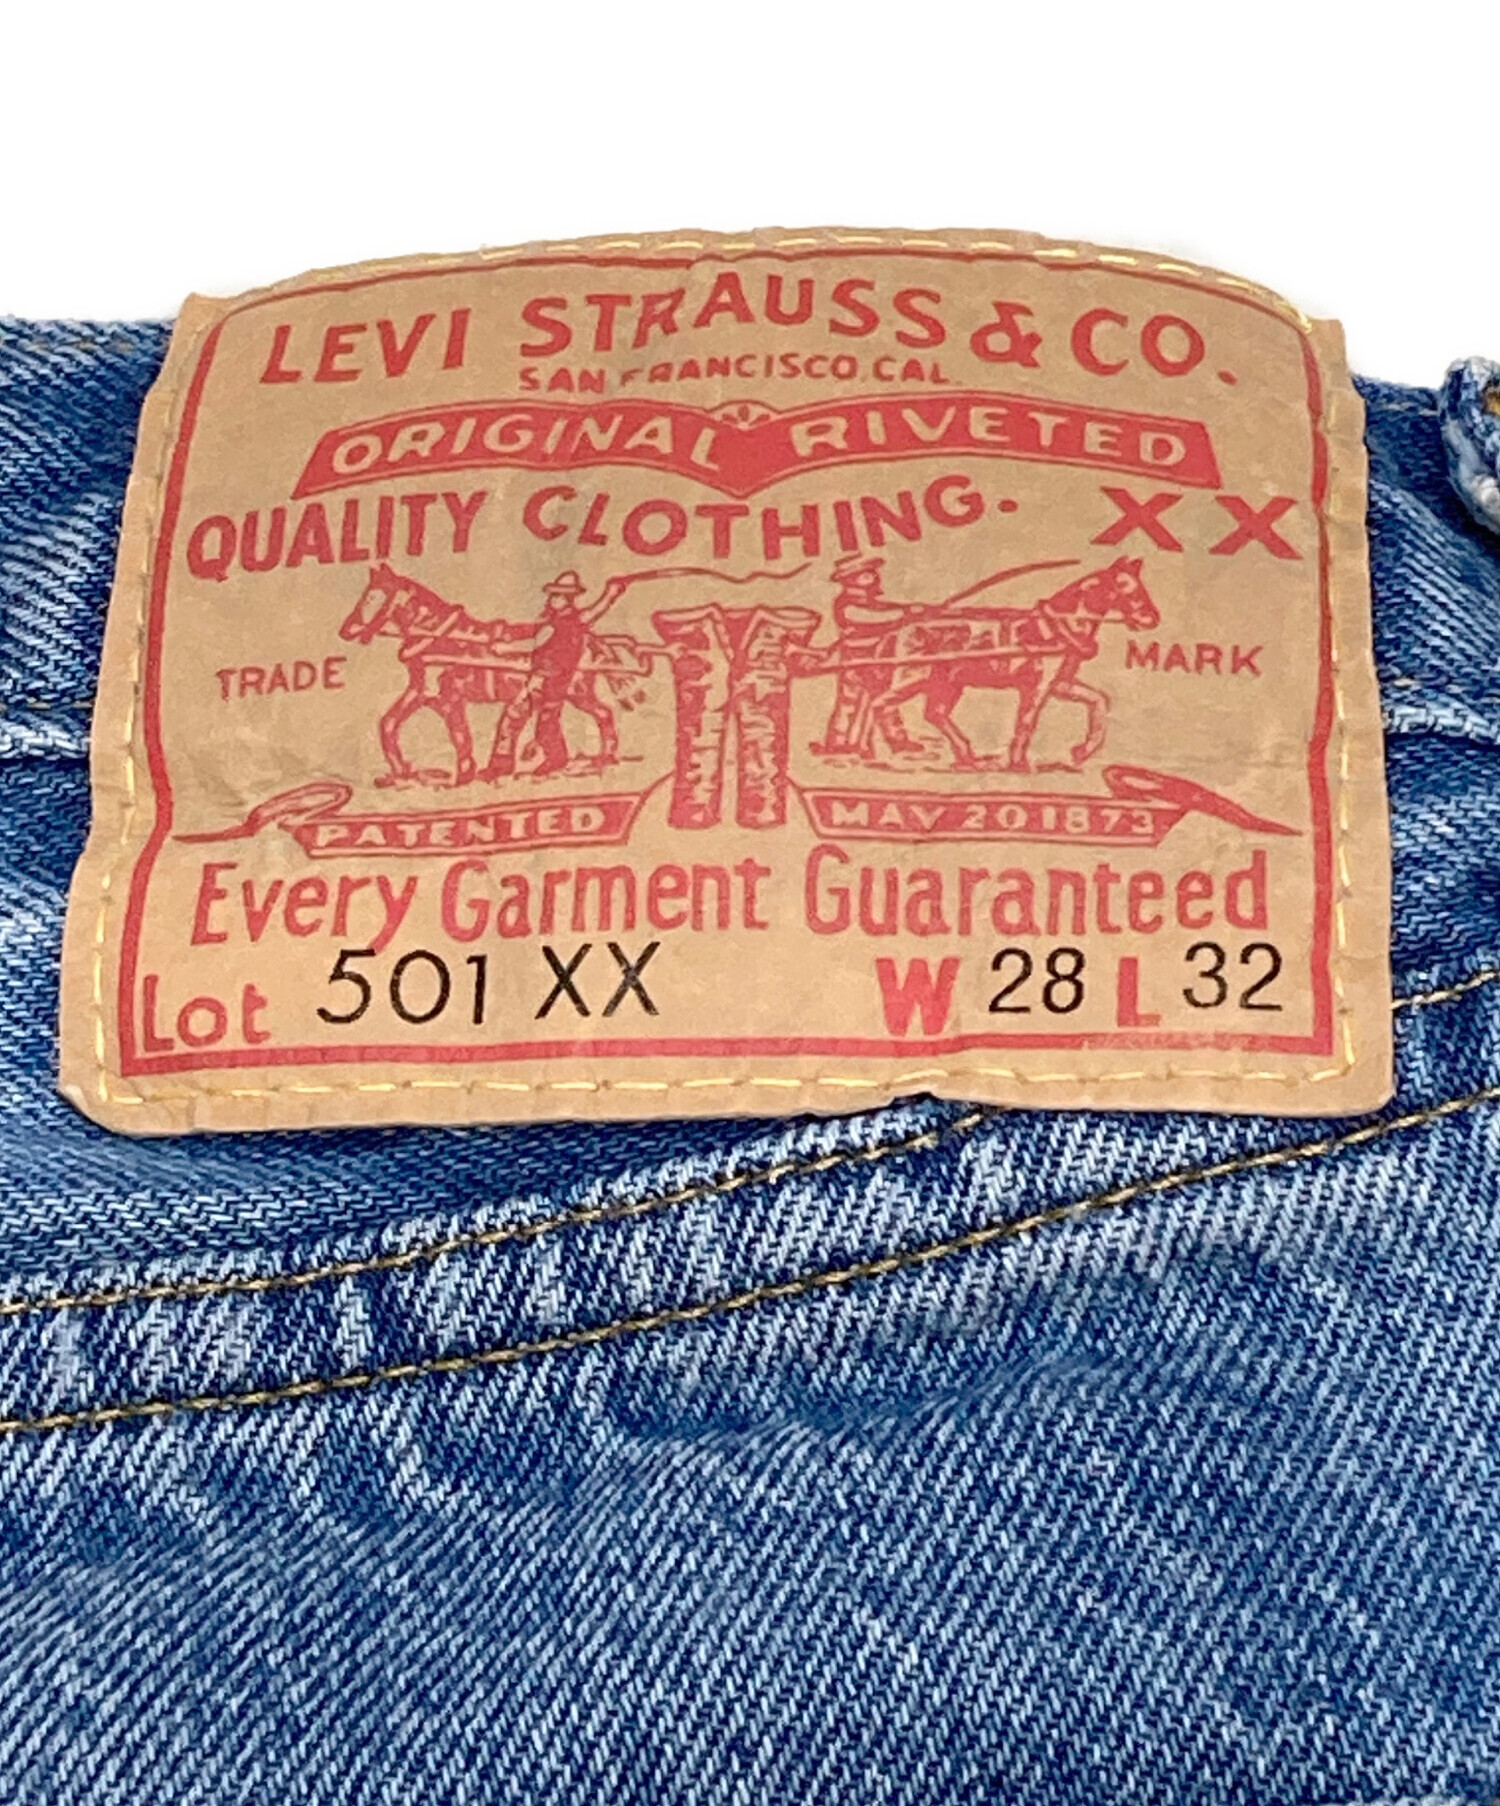 LEVI STRAUSS & CO.
SAN FRANCISCO, CAL.
ORIGINAL RIVETED
QUALITY CLOTHING. XX
TRADE MARK
PATENTED MAY 20 1873
Every Garment Guaranteed
Lot 501 XX W 28 L 32